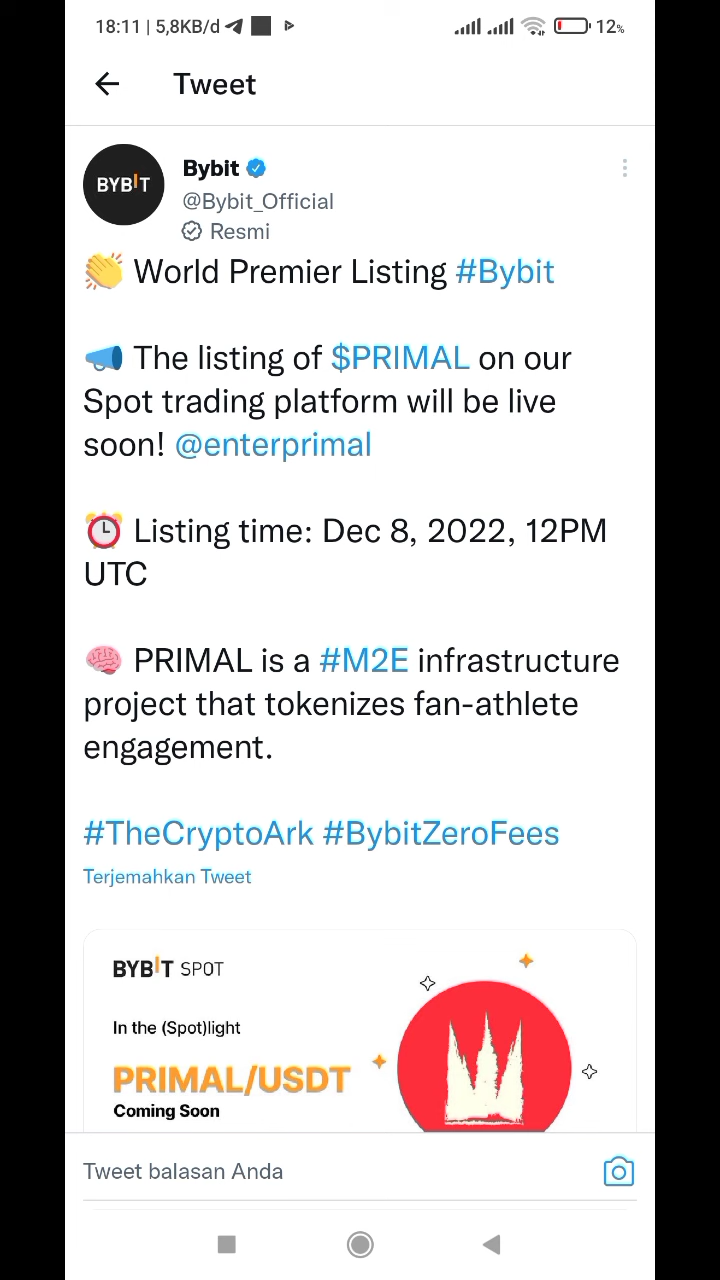 18:11 | 5,8KB/d
12%
Tweet
BYBIT
Bybit
@Bybit_Official
Resmi
👏 World Premier Listing #Bybit
📣 The listing of $PRIMAL on our
Spot trading platform will be live
soon! @enterprimal
⏰ Listing time: Dec 8, 2022, 12PM
UTC
🧠 PRIMAL is a #M2E infrastructure
project that tokenizes fan-athlete
engagement.
#TheCryptoArk #BybitZeroFees
Terjemahkan Tweet
BYBIT SPOT
In the (Spot)light
PRIMAL/USDT
Coming Soon
Tweet balasan Anda